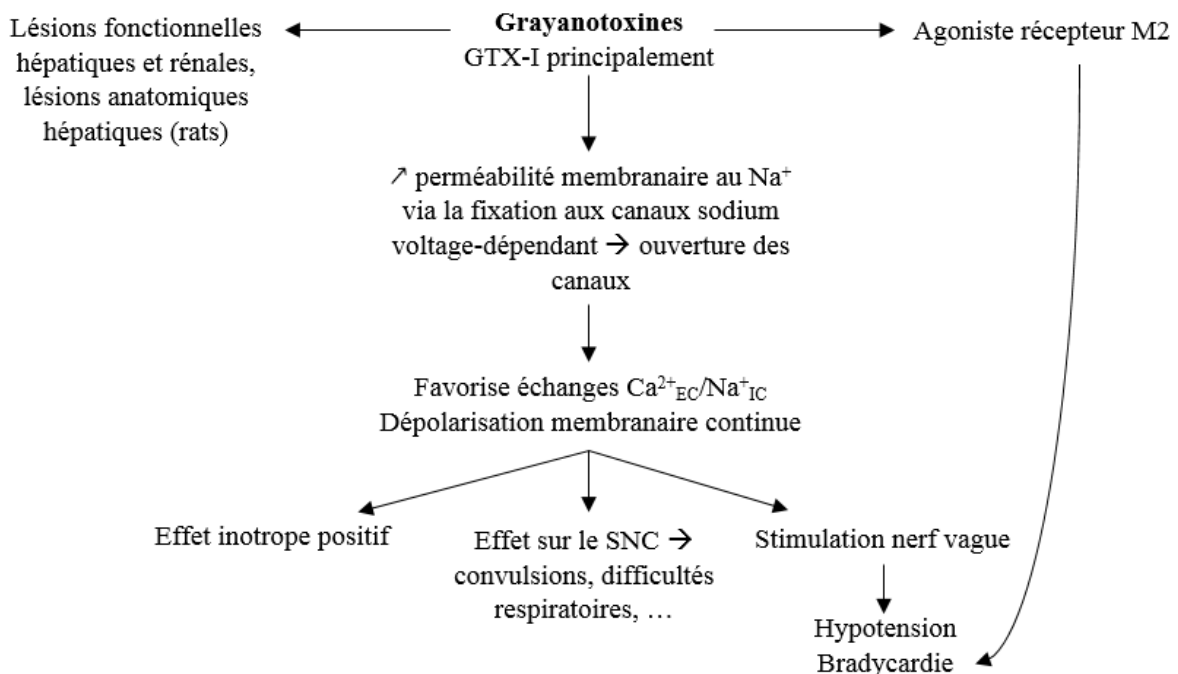 Lésions fonctionnelles
hépatiques et rénales,
lésions anatomiques
hépatiques (rats)
Grayanotoxines
GTX-I principalement
Agoniste récepteur M2
↗ perméabilité membranaire au Na⁺
via la fixation aux canaux sodium
voltage-dépendant → ouverture des
canaux
Favorise échanges Ca²⁺EC/Na⁺IC
Dépolarisation membranaire continue
Effet inotrope positif
Effet sur le SNC →
convulsions, difficultés
respiratoires, …
Stimulation nerf vague
Hypotension
Bradycardie